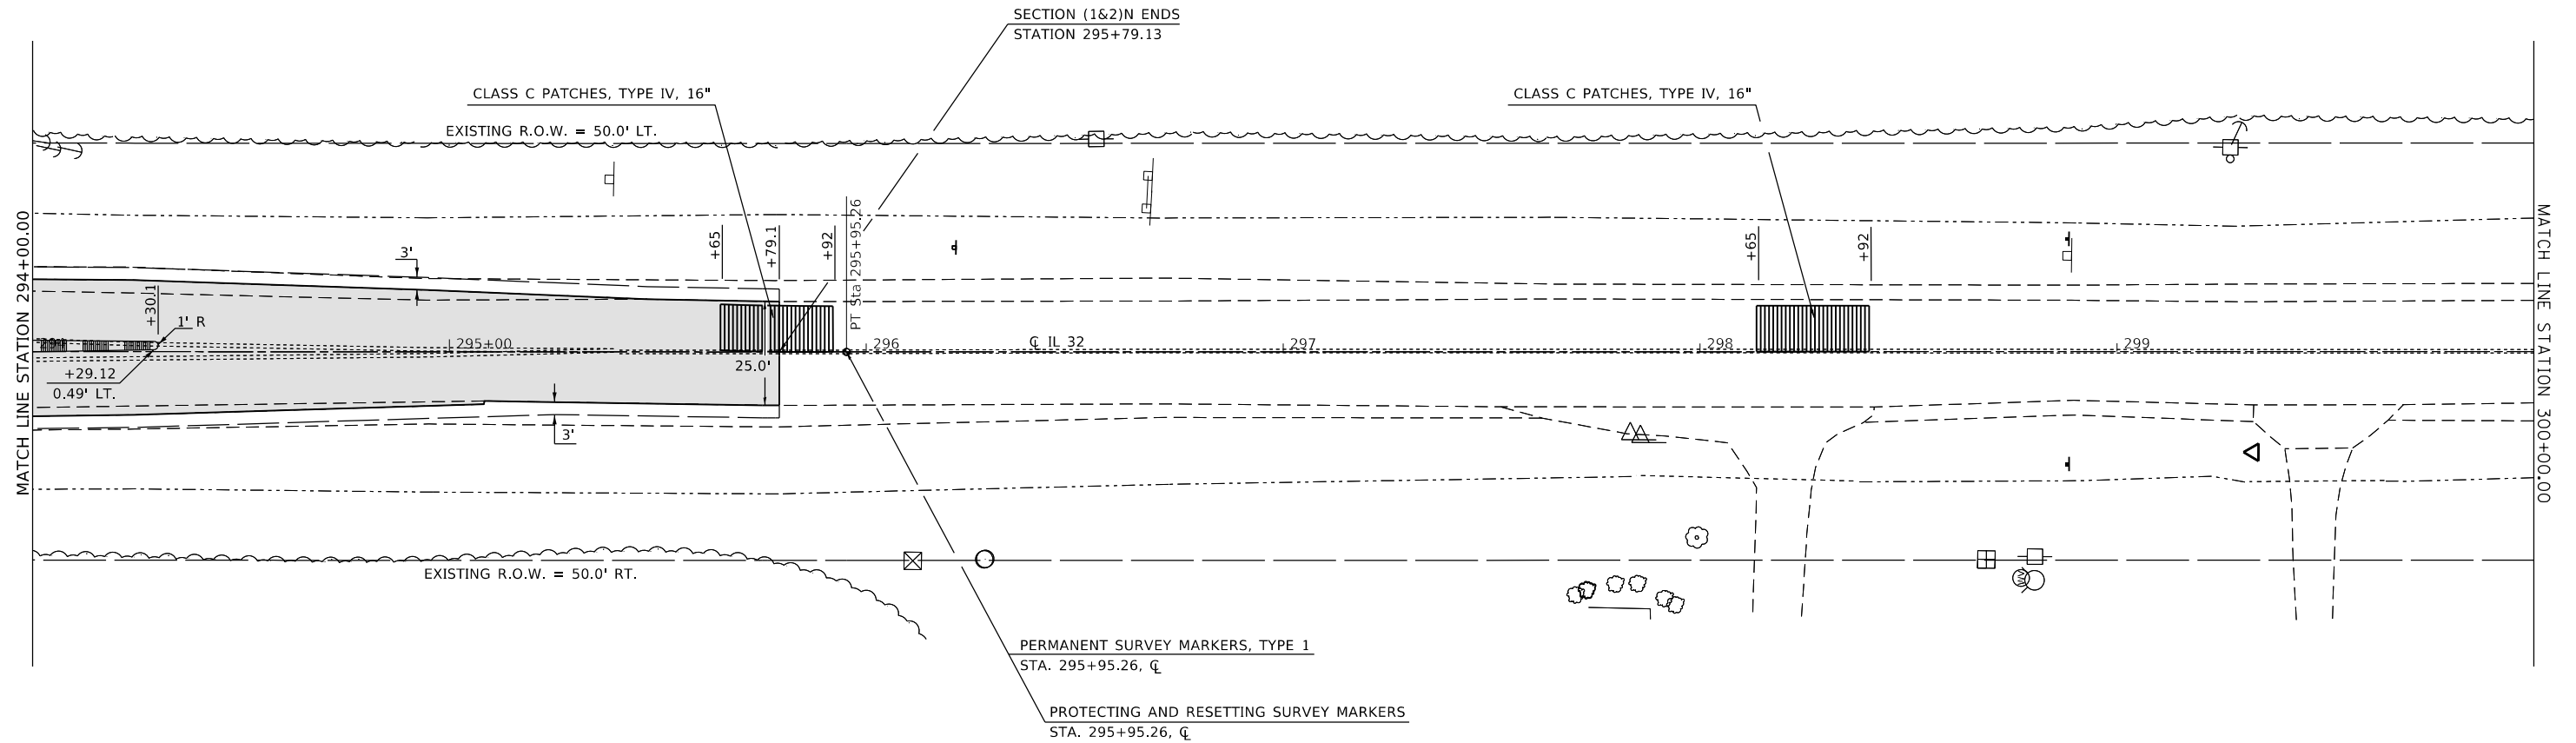 SECTION (1&2)N ENDS
STATION 295+79.13
CLASS C PATCHES, TYPE IV, 16"
CLASS C PATCHES, TYPE IV, 16"
EXISTING R.O.W. = 50.0' LT.
MATCH LINE STATION 294+00.00
MATCH LINE STATION 300+00.00
3'
+65
+79.1
+92
PT Sta 295+95.26
+65
+92
+30.1
1' R
295+00
296
℄ IL 32
297
298
299
+29.12
0.49' LT.
25.0'
3'
EXISTING R.O.W. = 50.0' RT.
WV
PERMANENT SURVEY MARKERS, TYPE 1
STA. 295+95.26, ℄
PROTECTING AND RESETTING SURVEY MARKERS
STA. 295+95.26, ℄